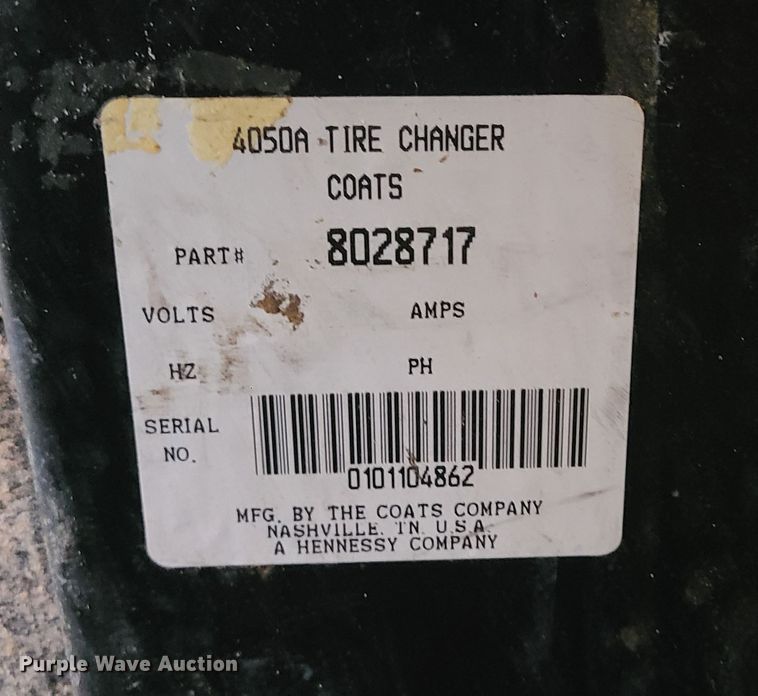 4050A TIRE CHANGER
COATS
PART# 8028717
VOLTS AMPS
HZ PH
SERIAL
NO.
0101104862
MFG. BY THE COATS COMPANY
NASHVILLE. TN. U.S.A.
A HENNESSY COMPANY
Purple Wave Auction